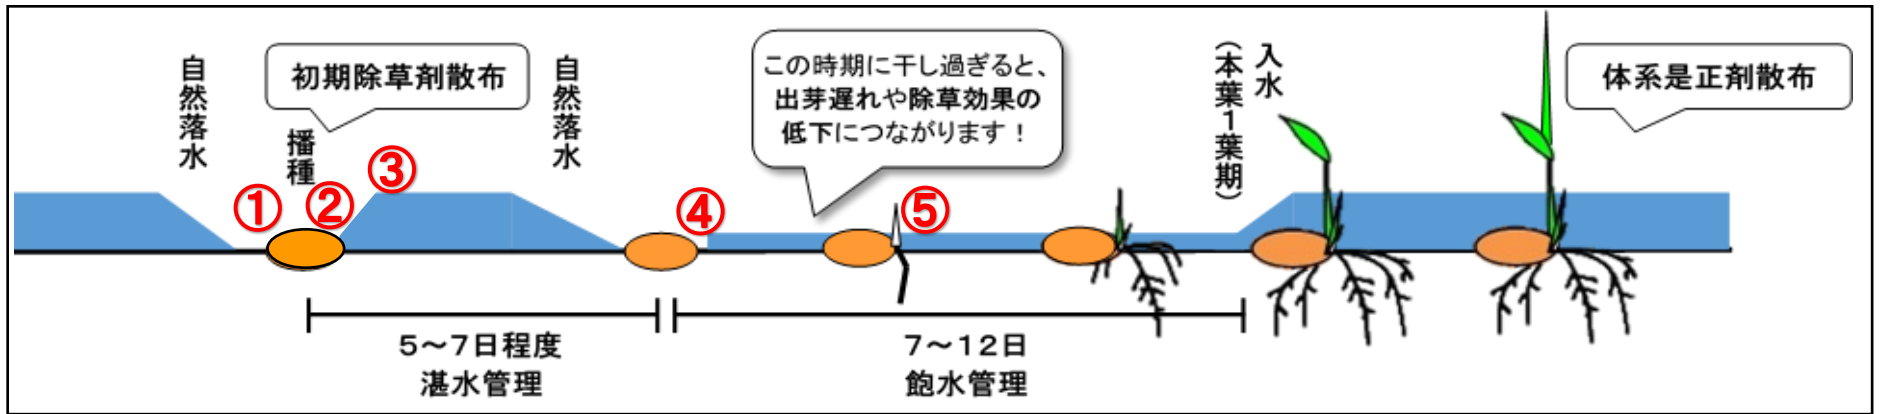 自然落水
初期除草剤散布
播種
①
②
③
自然落水
④
この時期に干し過ぎると、
出芽遅れや除草効果の
低下につながります！
⑤
入水
（本葉１葉期）
体系是正剤散布
５～７日程度
湛水管理
７～１２日
飽水管理